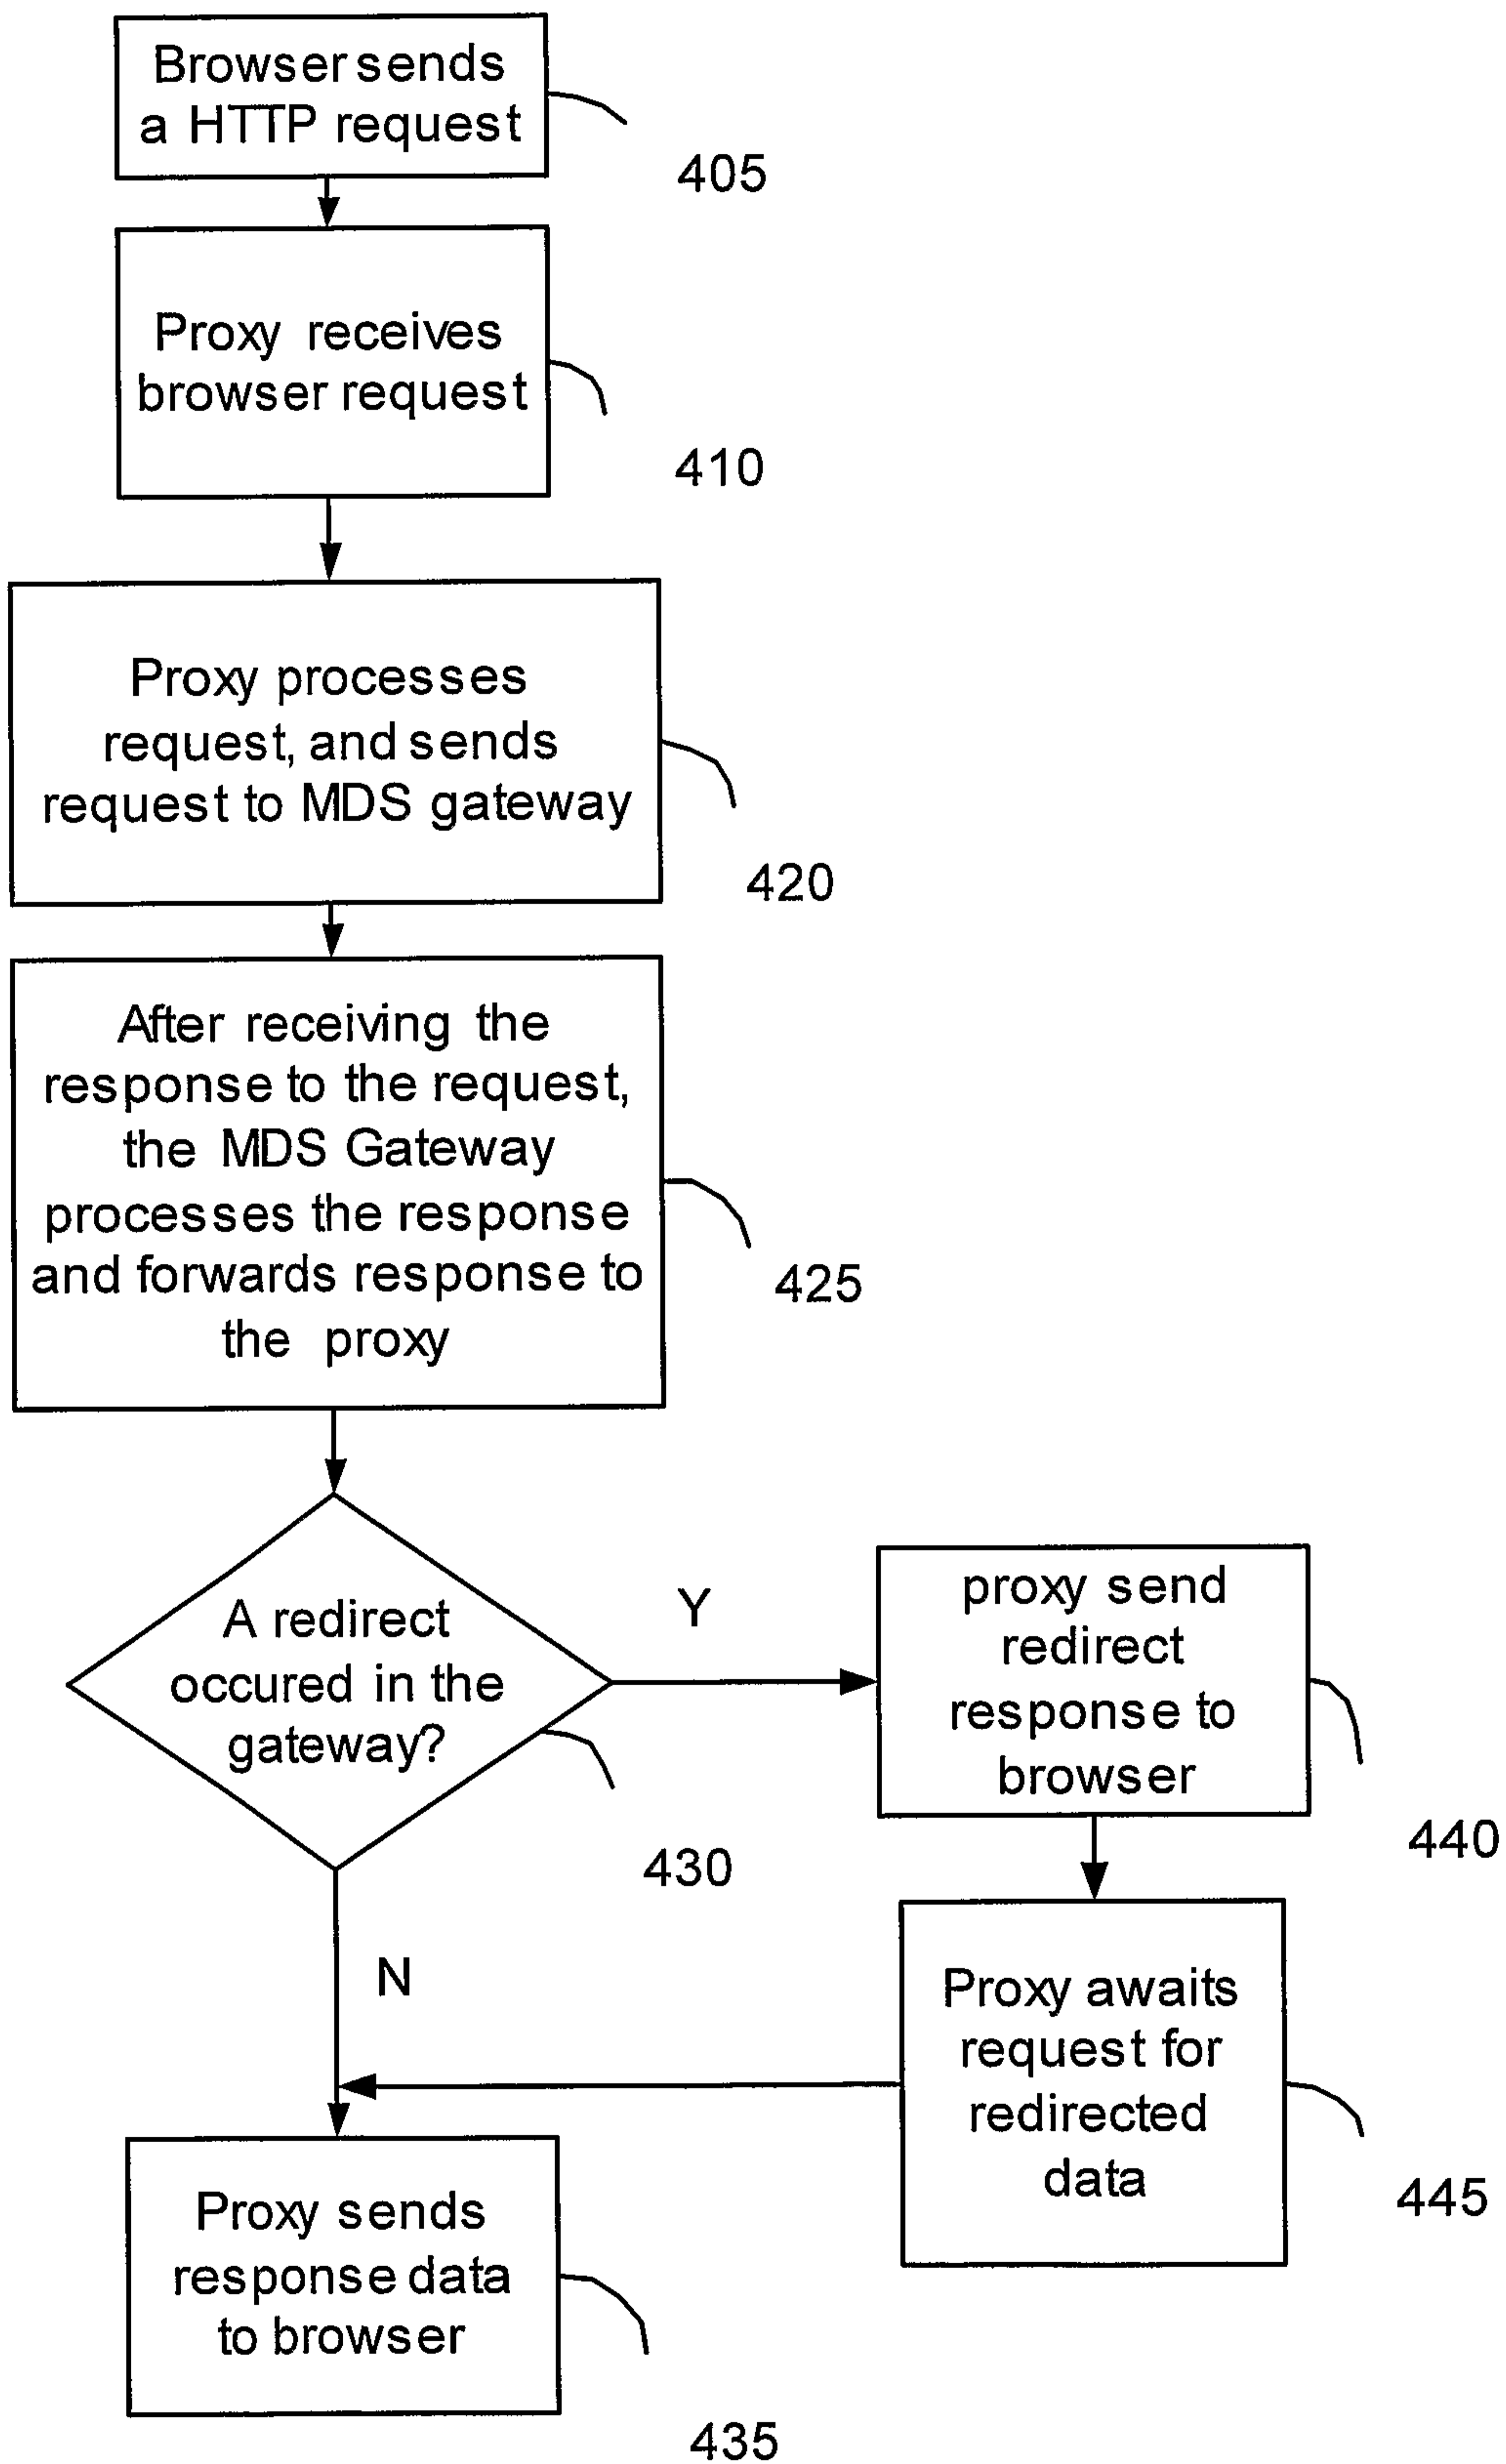 Browser sends
a HTTP request
405
Proxy receives
browser request
410
Proxy processes
request, and sends
request to MDS gateway
420
After receiving the
response to the request,
the MDS Gateway
processes the response
and forwards response to
the proxy
425
A redirect
occured in the
gateway?
430
Y
proxy send
redirect
response to
browser
440
N
Proxy awaits
request for
redirected
data
445
Proxy sends
response data
to browser
435